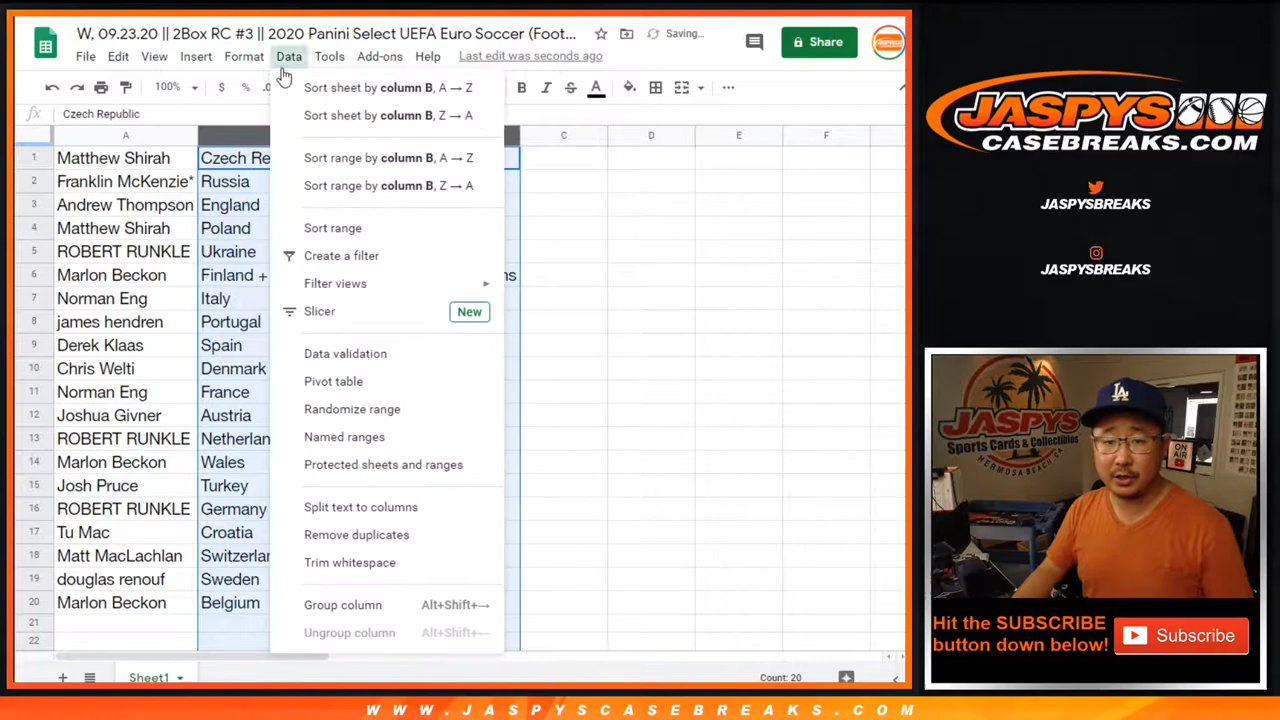 W, 09.23.20 || 2Box RC #3 || 2020 Panini Select UEFA Euro Soccer (Foot...
Saving...
Share
File Edit View Insert Format Data Tools Add-ons Help Last edit was seconds ago
100% $ % .0 B I S A
fx Czech Republic
A C D E F
1 Matthew Shirah Czech Re
2 Franklin McKenzie* Russia
3 Andrew Thompson England
4 Matthew Shirah Poland
5 ROBERT RUNKLE Ukraine
6 Marlon Beckon Finland +
7 Norman Eng Italy
8 james hendren Portugal
9 Derek Klaas Spain
10 Chris Welti Denmark
11 Norman Eng France
12 Joshua Givner Austria
13 ROBERT RUNKLE Netherlan
14 Marlon Beckon Wales
15 Josh Pruce Turkey
16 ROBERT RUNKLE Germany
17 Tu Mac Croatia
18 Matt MacLachlan Switzerlan
19 douglas renouf Sweden
20 Marlon Beckon Belgium
21
22
Sort sheet by column B, A → Z
Sort sheet by column B, Z → A
Sort range by column B, A → Z
Sort range by column B, Z → A
Sort range
Create a filter
Filter views
Slicer New
Data validation
Pivot table
Randomize range
Named ranges
Protected sheets and ranges
Split text to columns
Remove duplicates
Trim whitespace
Group column Alt+Shift+→
Ungroup column Alt+Shift+←
Sheet1
Count: 20
JASPYS
CASEBREAKS.COM
JASPYSBREAKS
JASPYSBREAKS
JASPYS
Sports Cards & Collectibles
HERMOSA BEACH CA
ON AIR
LA
Hit the SUBSCRIBE
button down below!
Subscribe
WWW.JASPYSCASEBREAKS.COM